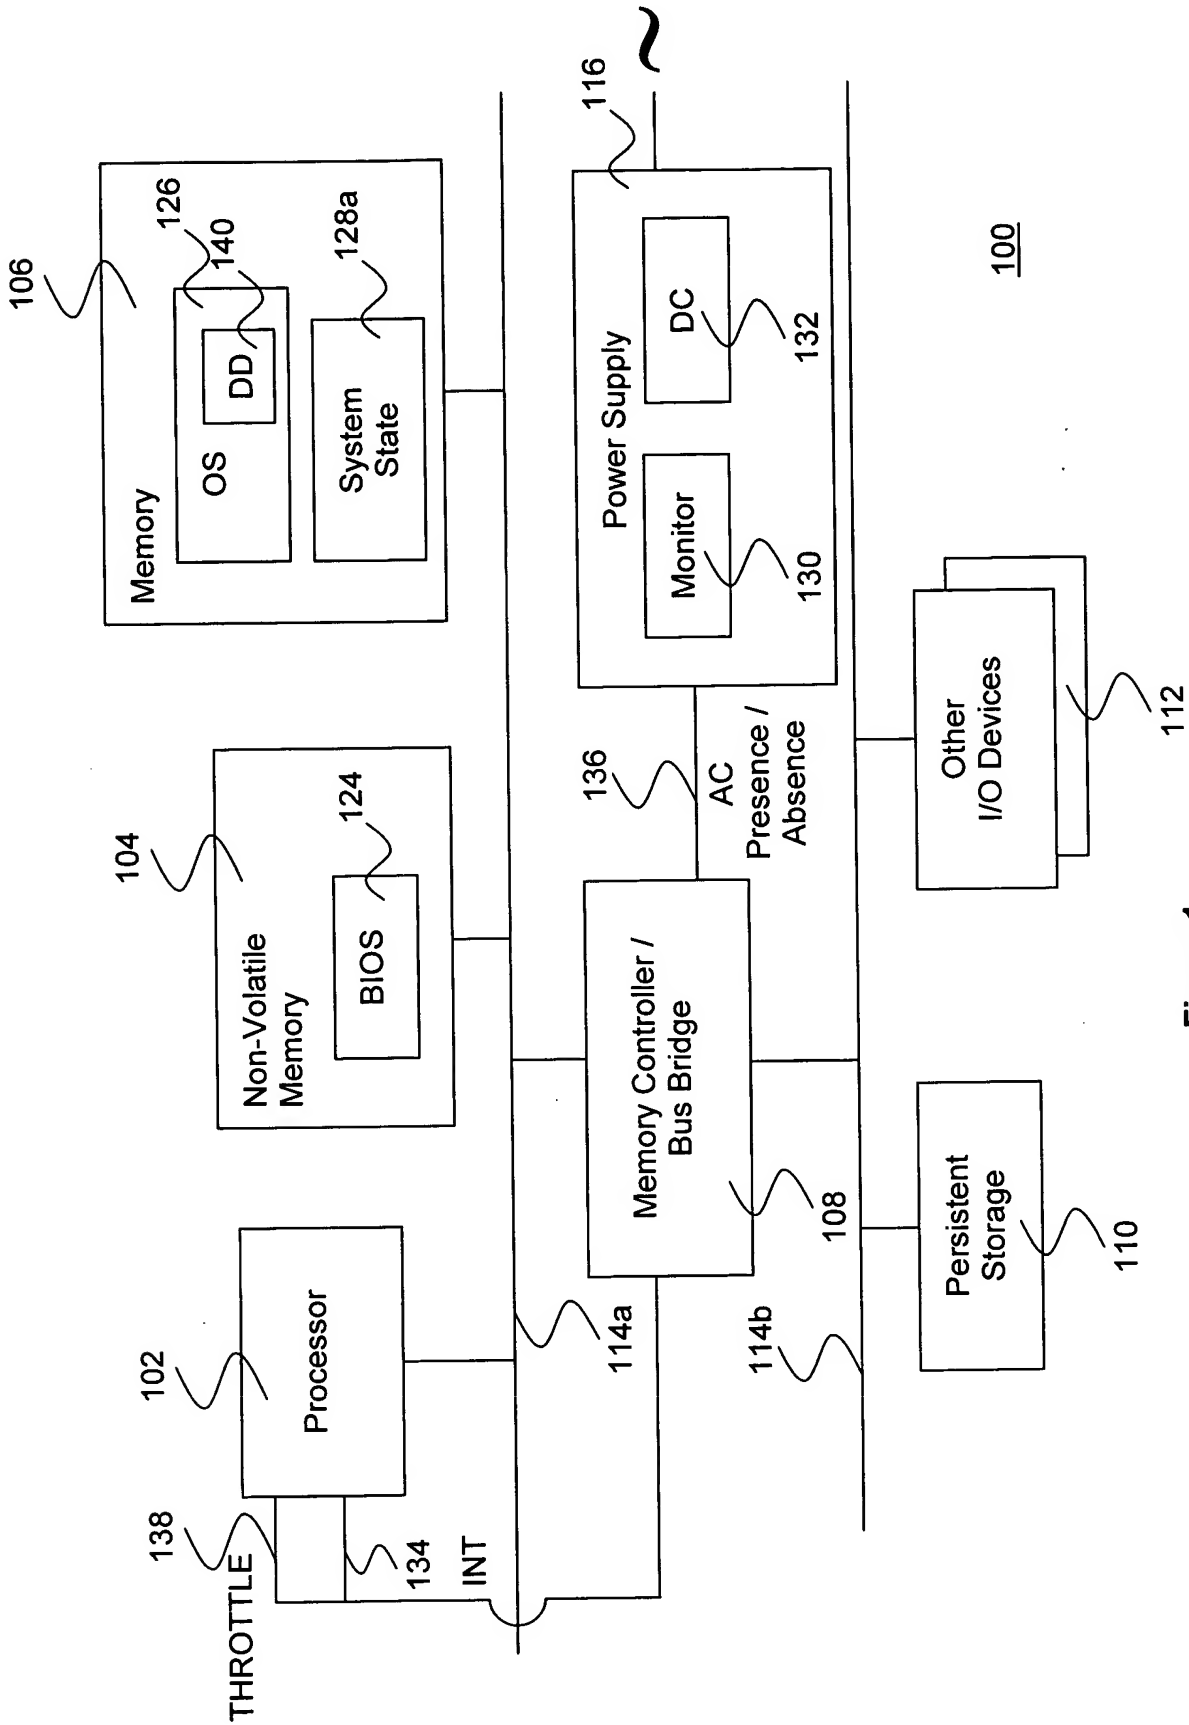 106
104
102
138
THROTTLE
Processor
Non-Volatile
Memory
BIOS
124
Memory
OS
DD
126
140
System
State
128a
134
INT
114a
Memory Controller /
Bus Bridge
108
136
AC
Presence /
Absence
Power Supply
116
Monitor
130
DC
132
~
114b
Persistent
Storage
110
Other
I/O Devices
112
100